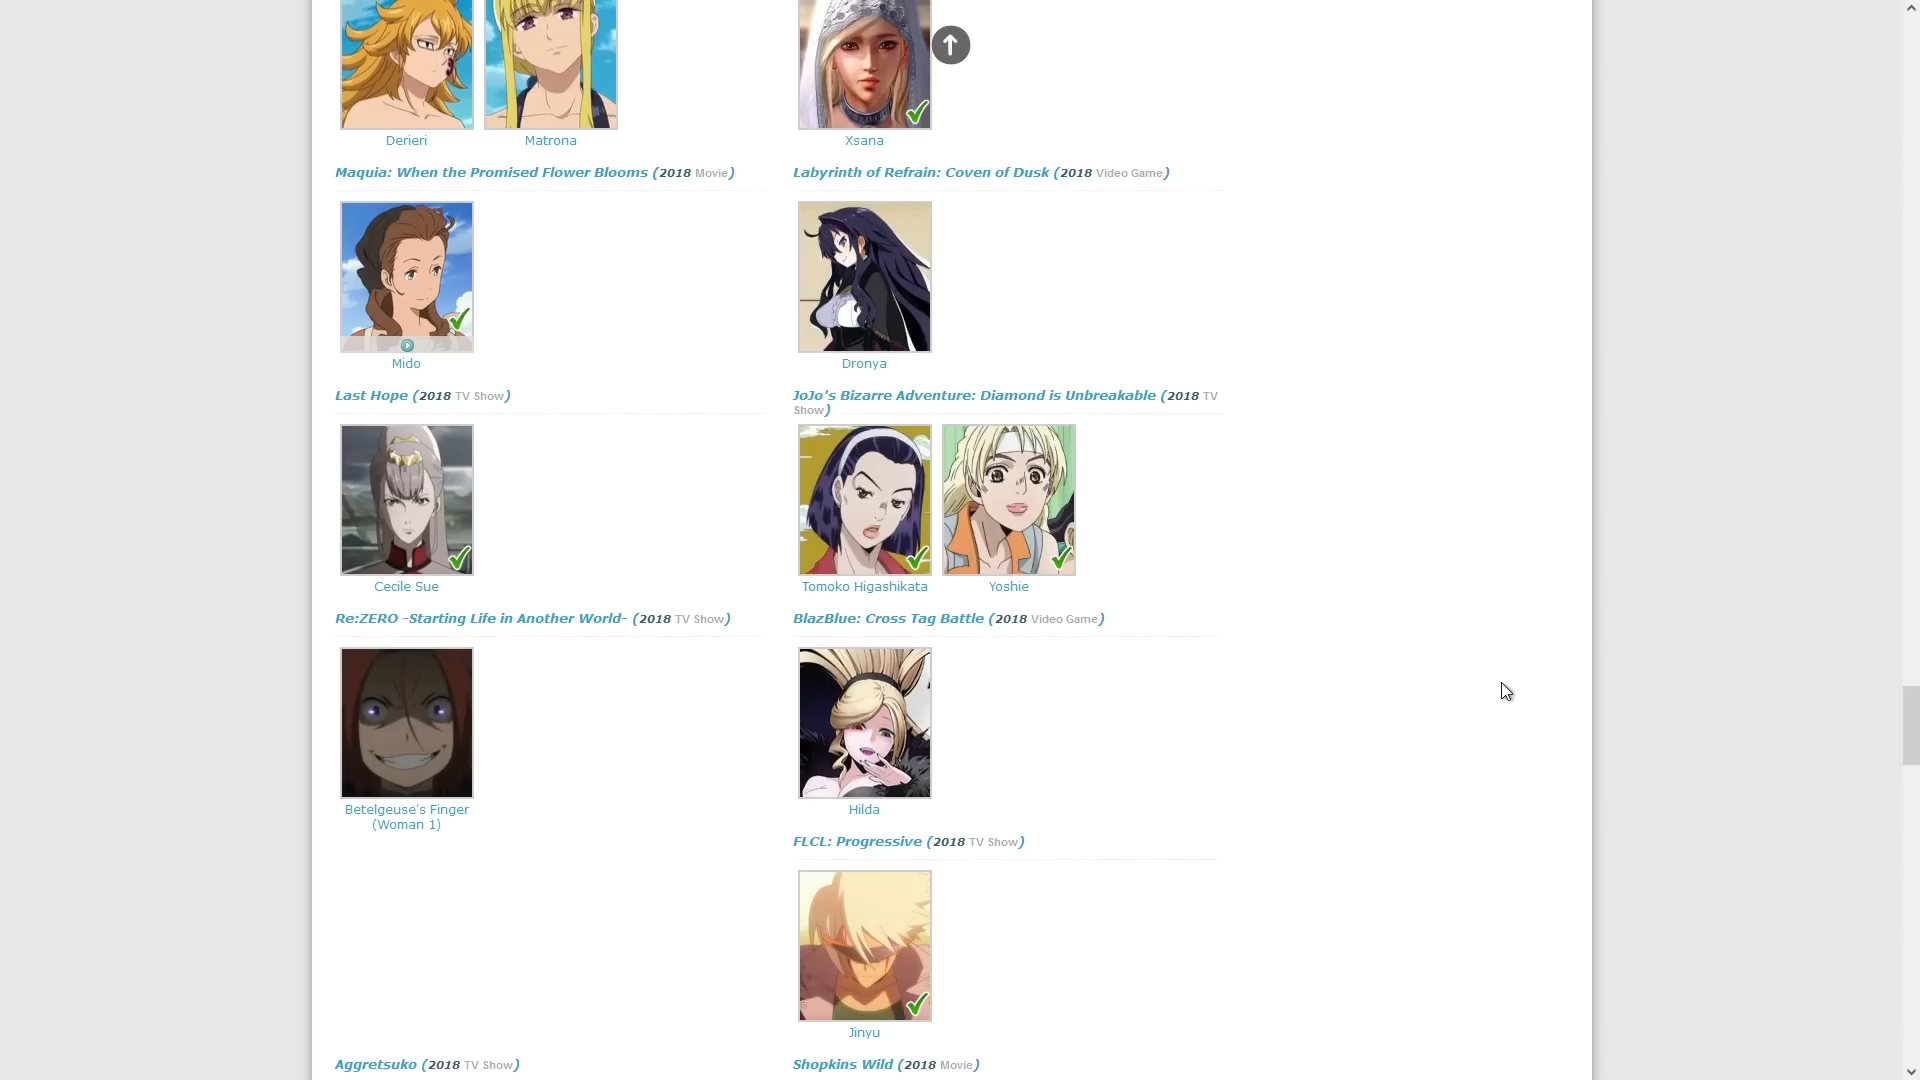 Derieri
Matrona
Xsana
Maquia: When the Promised Flower Blooms (2018 Movie)
Labyrinth of Refrain: Coven of Dusk (2018 Video Game)
Mido
Dronya
Last Hope (2018 TV Show)
JoJo's Bizarre Adventure: Diamond is Unbreakable (2018 TV
Show)
Cecile Sue
Tomoko Higashikata
Yoshie
Re:ZERO -Starting Life in Another World- (2018 TV Show)
BlazBlue: Cross Tag Battle (2018 Video Game)
Betelgeuse's Finger
(Woman 1)
Hilda
FLCL: Progressive (2018 TV Show)
Jinyu
Aggretsuko (2018 TV Show)
Shopkins Wild (2018 Movie)